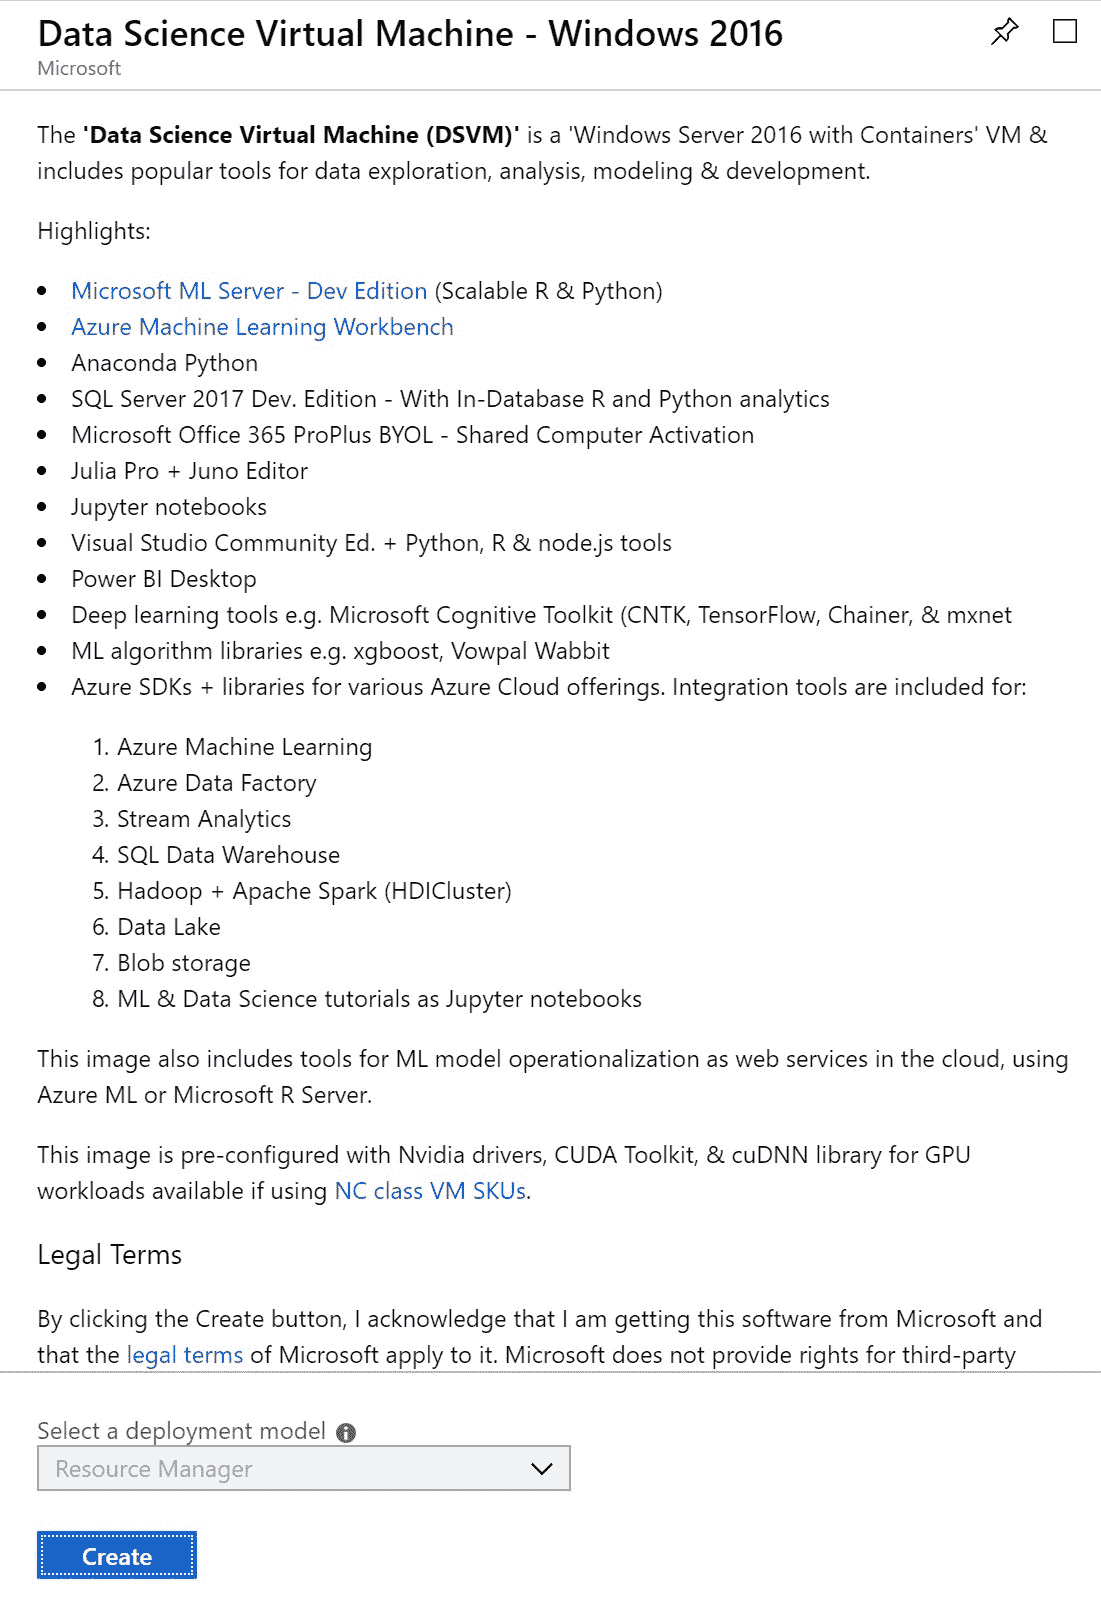 Data Science Virtual Machine - Windows 2016
Microsoft
The 'Data Science Virtual Machine (DSVM)' is a 'Windows Server 2016 with Containers' VM &
includes popular tools for data exploration, analysis, modeling & development.
Highlights:
• Microsoft ML Server - Dev Edition (Scalable R & Python)
• Azure Machine Learning Workbench
• Anaconda Python
• SQL Server 2017 Dev. Edition - With In-Database R and Python analytics
• Microsoft Office 365 ProPlus BYOL - Shared Computer Activation
• Julia Pro + Juno Editor
• Jupyter notebooks
• Visual Studio Community Ed. + Python, R & node.js tools
• Power BI Desktop
• Deep learning tools e.g. Microsoft Cognitive Toolkit (CNTK, TensorFlow, Chainer, & mxnet
• ML algorithm libraries e.g. xgboost, Vowpal Wabbit
• Azure SDKs + libraries for various Azure Cloud offerings. Integration tools are included for:
1. Azure Machine Learning
2. Azure Data Factory
3. Stream Analytics
4. SQL Data Warehouse
5. Hadoop + Apache Spark (HDICluster)
6. Data Lake
7. Blob storage
8. ML & Data Science tutorials as Jupyter notebooks
This image also includes tools for ML model operationalization as web services in the cloud, using
Azure ML or Microsoft R Server.
This image is pre-configured with Nvidia drivers, CUDA Toolkit, & cuDNN library for GPU
workloads available if using NC class VM SKUs.
Legal Terms
By clicking the Create button, I acknowledge that I am getting this software from Microsoft and
that the legal terms of Microsoft apply to it. Microsoft does not provide rights for third-party
Select a deployment model
Resource Manager
Create